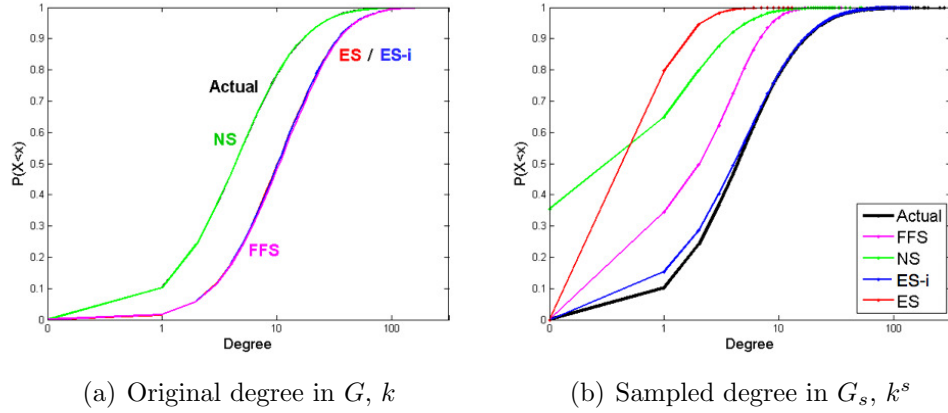 1
0.9
0.8
0.7
0.6
0.5
0.4
0.3
0.2
0.1
0
P(X<x)
Actual
NS
ES / ES-i
FFS
0 1 10 100
Degree
(a) Original degree in G, k
1
0.9
0.8
0.7
0.6
0.5
0.4
0.3
0.2
0.1
0
P(X<x)
Actual
FFS
NS
ES-i
ES
0 1 10 100
Degree
(b) Sampled degree in Gₛ, kˢ